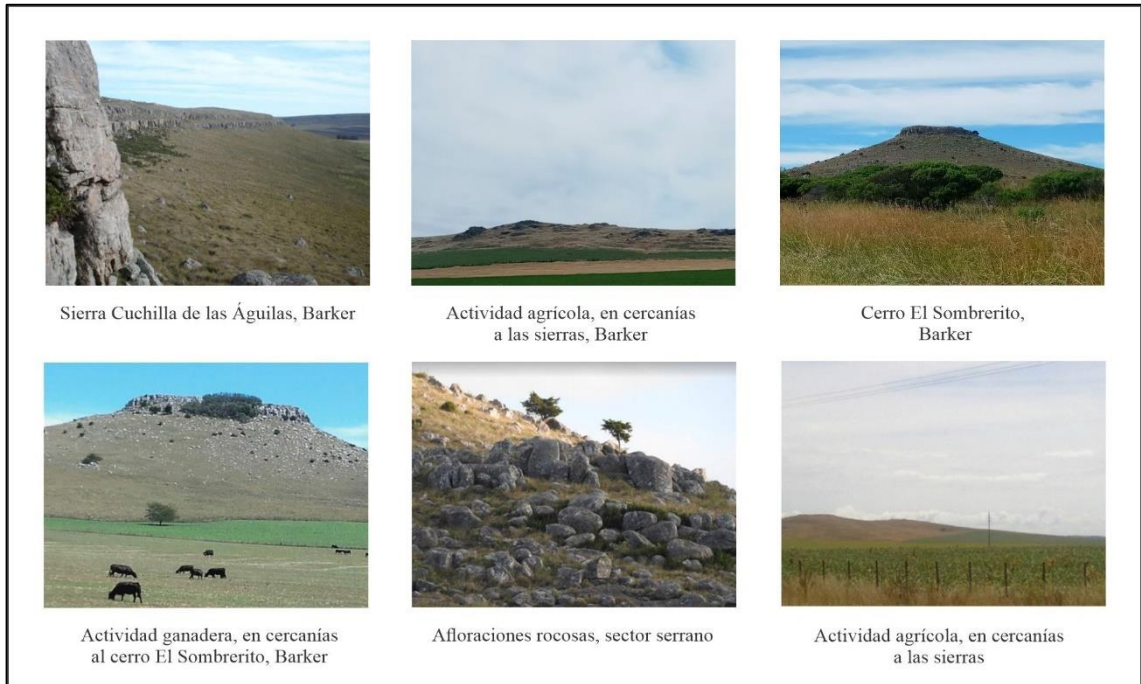 Sierra Cuchilla de las Águilas, Barker
Actividad agrícola, en cercanías
a las sierras, Barker
Cerro El Sombrerito,
Barker
Actividad ganadera, en cercanías
al cerro El Sombrerito, Barker
Afloraciones rocosas, sector serrano
Actividad agrícola, en cercanías
a las sierras